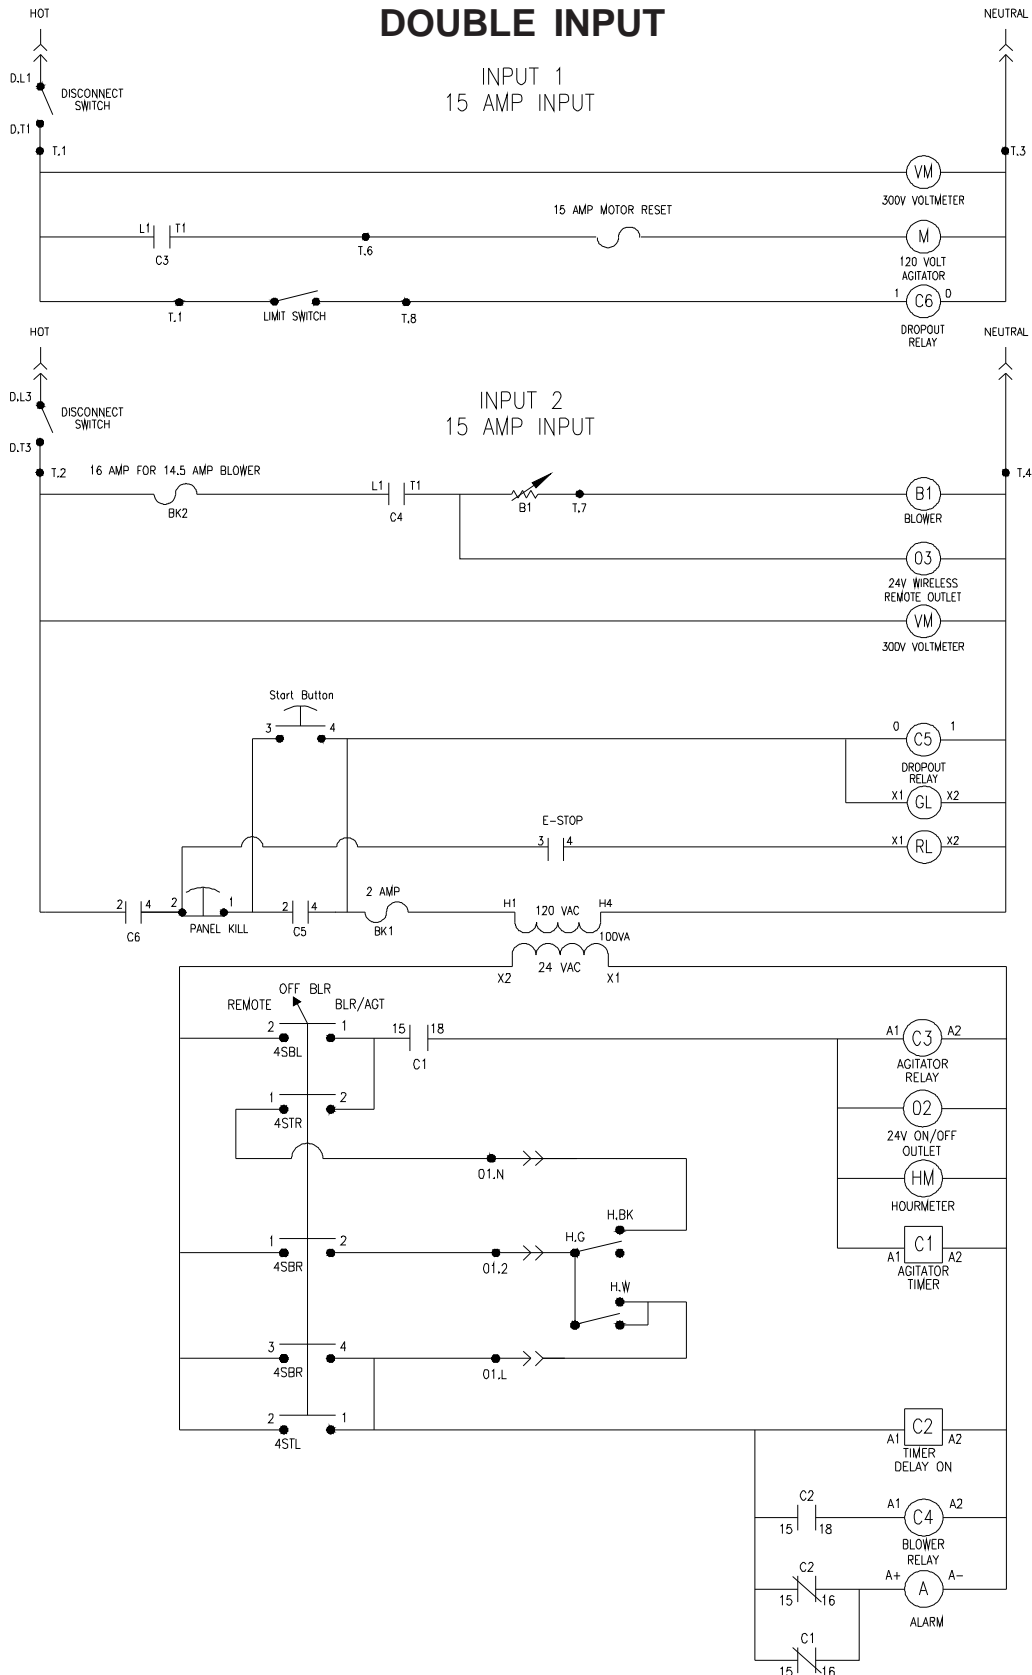 DOUBLE INPUT
HOT
NEUTRAL
INPUT 1
15 AMP INPUT
D.L1
DISCONNECT
SWITCH
D.T1
T.1
T.3
VM
300V VOLTMETER
15 AMP MOTOR RESET
L1
T1
C3
T.6
M
120 VOLT
AGITATOR
T.1
LIMIT SWITCH
T.8
1
C6
0
DROPOUT
RELAY
HOT
NEUTRAL
INPUT 2
15 AMP INPUT
D.L3
DISCONNECT
SWITCH
D.T3
T.2
T.4
16 AMP FOR 14.5 AMP BLOWER
BK2
L1
T1
C4
B1
T.7
B1
BLOWER
O3
24V WIRELESS
REMOTE OUTLET
VM
300V VOLTMETER
Start Button
3
4
0
C5
1
DROPOUT
RELAY
X1
GL
X2
E-STOP
3
4
X1
RL
X2
2
4
C6
2
1
PANEL KILL
2
4
C5
2 AMP
BK1
H1
120 VAC
H4
100VA
X2
24 VAC
X1
OFF BLR
REMOTE
BLR/AGT
2
1
4SBL
15
18
C1
A1
C3
A2
AGITATOR
RELAY
1
2
4STR
O2
24V ON/OFF
OUTLET
O1.N
HM
HOURMETER
H.BK
1
2
4SBR
O1.2
H.G
C1
A1
A2
AGITATOR
TIMER
H.W
3
4
4SBR
O1.L
2
1
4STL
C2
A1
A2
TIMER
DELAY ON
C2
15
18
A1
C4
A2
BLOWER
RELAY
C2
15
16
A+
A
A-
ALARM
C1
15
16